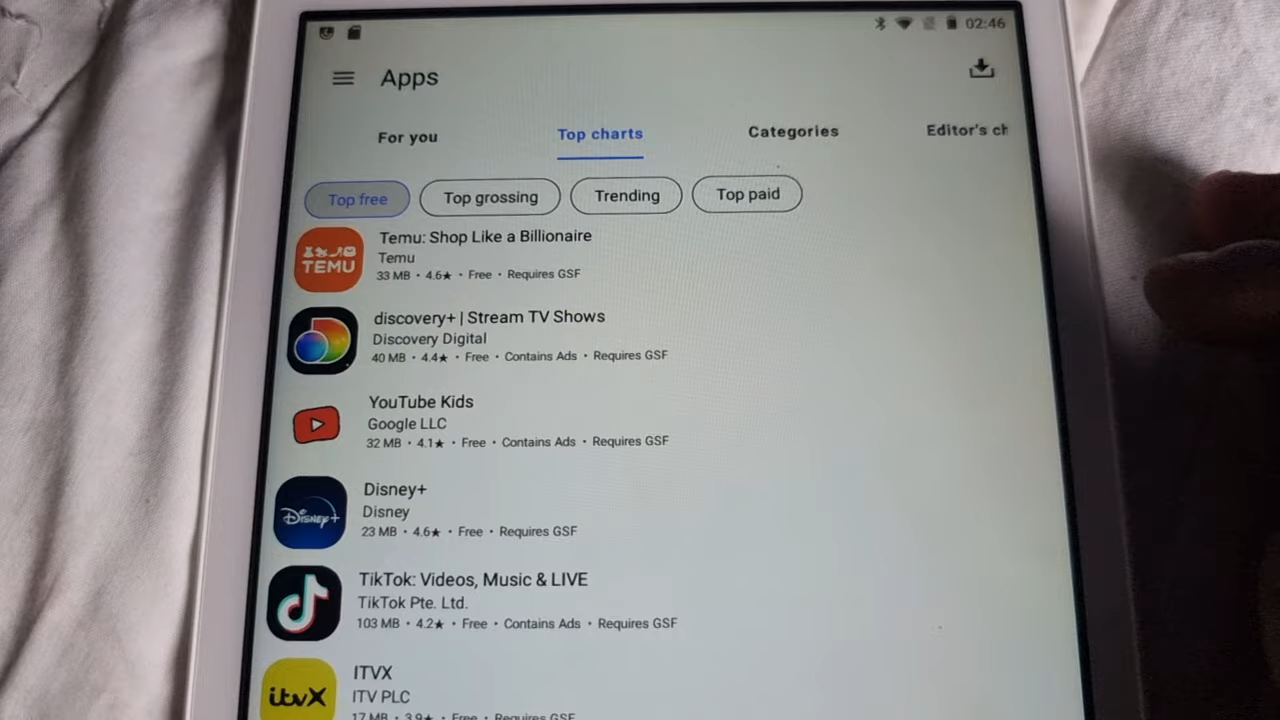 02:46
Apps
For you
Top charts
Categories
Editor's ch
Top free
Top grossing
Trending
Top paid
TEMU
Temu: Shop Like a Billionaire
Temu
33 MB • 4.6★ • Free • Requires GSF
discovery+ | Stream TV Shows
Discovery Digital
40 MB • 4.4★ • Free • Contains Ads • Requires GSF
YouTube Kids
Google LLC
32 MB • 4.1★ • Free • Contains Ads • Requires GSF
Disney+
Disney+
Disney
23 MB • 4.6★ • Free • Requires GSF
TikTok: Videos, Music & LIVE
TikTok Pte. Ltd.
103 MB • 4.2★ • Free • Contains Ads • Requires GSF
itvX
ITVX
ITV PLC
17 MB • 3.9★ • Free • Requires GSF